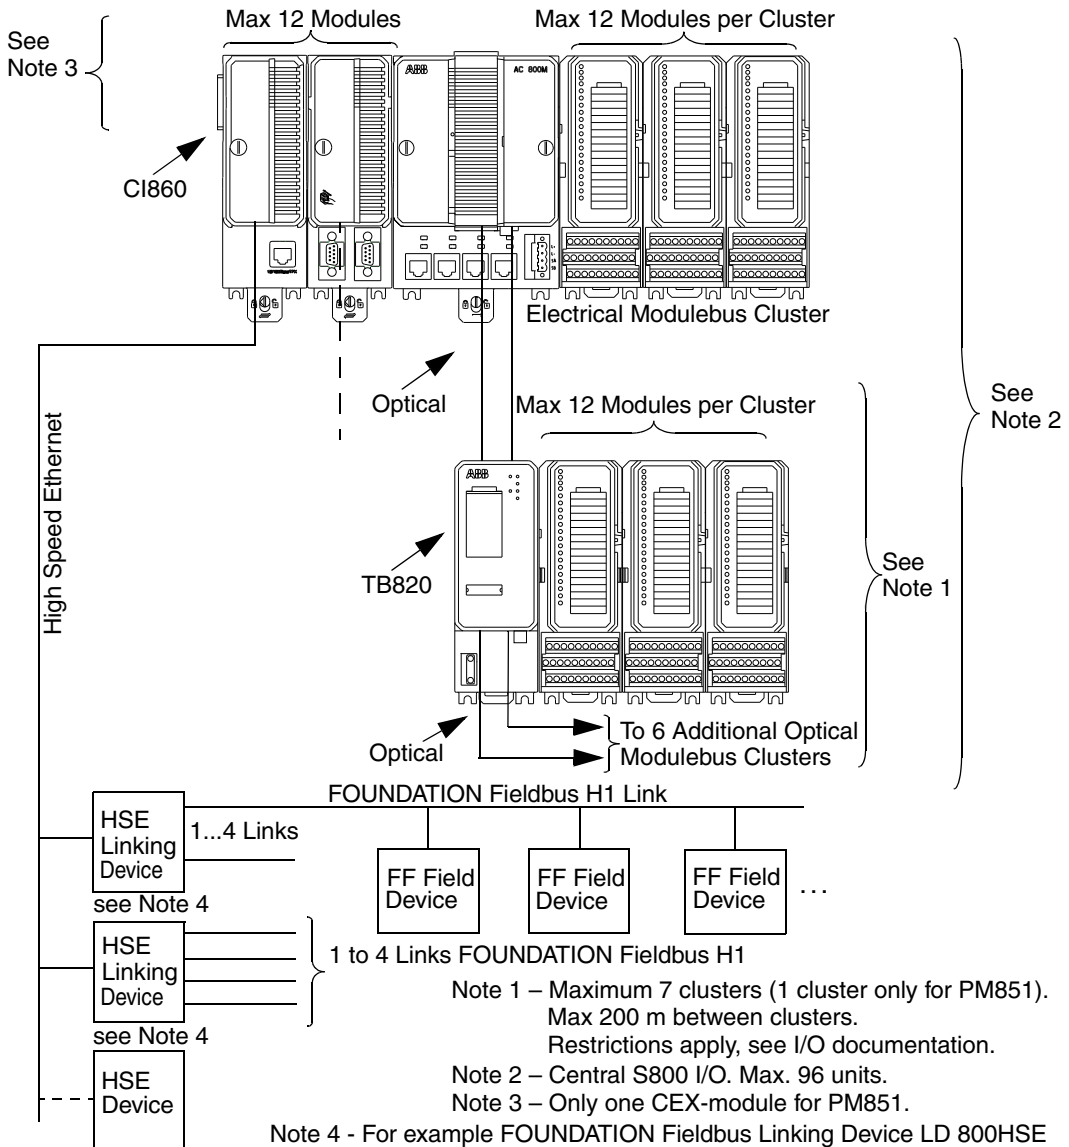 Max 12 Modules
Max 12 Modules per Cluster
See
Note 3
ABB
AC 800M
CI860
L+
L-
Electrical Modulebus Cluster
Optical
Max 12 Modules per Cluster
See
Note 2
High Speed Ethernet
ABB
TB820
See
Note 1
Optical
To 6 Additional Optical
Modulebus Clusters
FOUNDATION Fieldbus H1 Link
HSE
Linking
Device
1...4 Links
FF Field
Device
FF Field
Device
FF Field
Device
...
see Note 4
HSE
Linking
Device
1 to 4 Links FOUNDATION Fieldbus H1
see Note 4
HSE
Device
Note 1 – Maximum 7 clusters (1 cluster only for PM851).
Max 200 m between clusters.
Restrictions apply, see I/O documentation.
Note 2 – Central S800 I/O. Max. 96 units.
Note 3 – Only one CEX-module for PM851.
Note 4 - For example FOUNDATION Fieldbus Linking Device LD 800HSE